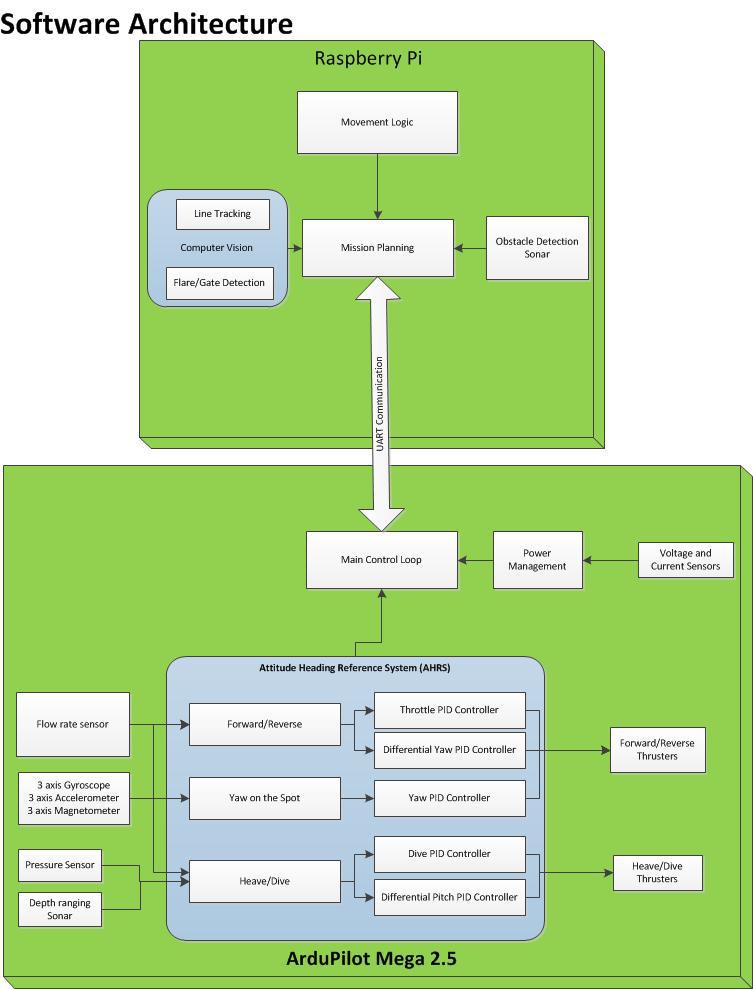 Software Architecture
Raspberry Pi
Movement Logic
Line Tracking
Computer Vision
Flare/Gate Detection
Mission Planning
Obstacle Detection
Sonar
UART Communication
Main Control Loop
Power
Management
Voltage and
Current Sensors
Attitude Heading Reference System (AHRS)
Flow rate sensor
Forward/Reverse
Throttle PID Controller
Differential Yaw PID Controller
Forward/Reverse
Thrusters
3 axis Gyroscope
3 axis Accelerometer
3 axis Magnetometer
Yaw on the Spot
Yaw PID Controller
Pressure Sensor
Depth ranging
Sonar
Heave/Dive
Dive PID Controller
Differential Pitch PID Controller
Heave/Dive
Thrusters
ArduPilot Mega 2.5